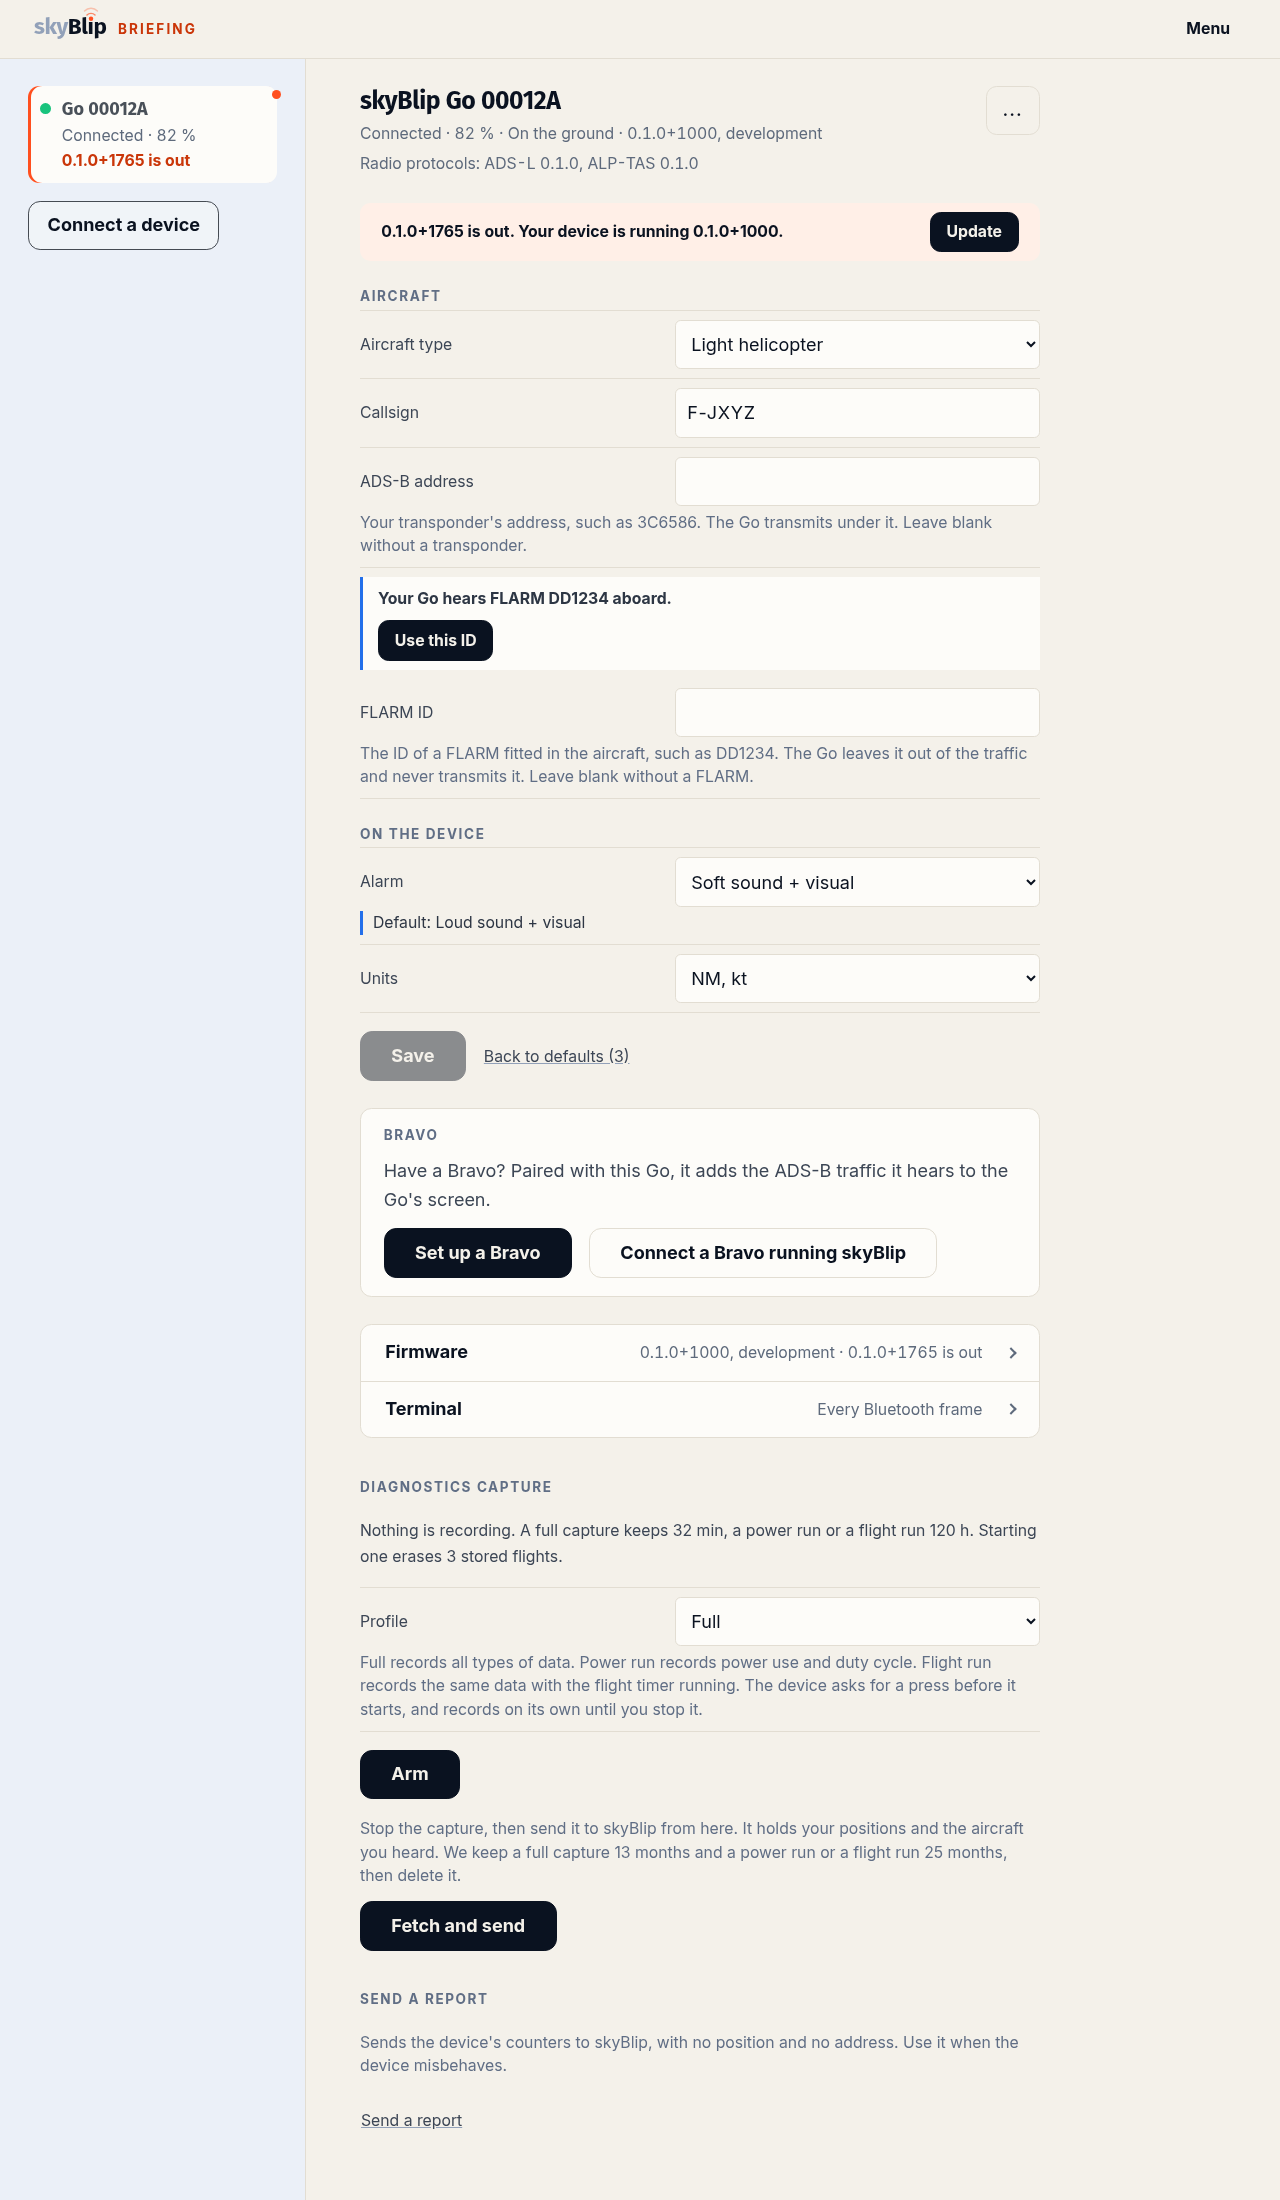 skyBlip BRIEFING
Menu
Go 00012A
Connected · 82 %
0.1.0+1765 is out
Connect a device
skyBlip Go 00012A
...
Connected · 82 % · On the ground · 0.1.0+1000, development
Radio protocols: ADS-L 0.1.0, ALP-TAS 0.1.0
0.1.0+1765 is out. Your device is running 0.1.0+1000.
Update
AIRCRAFT
Aircraft type
Light helicopter
Callsign
F-JXYZ
ADS-B address
Your transponder's address, such as 3C6586. The Go transmits under it. Leave blank
without a transponder.
Your Go hears FLARM DD1234 aboard.
Use this ID
FLARM ID
The ID of a FLARM fitted in the aircraft, such as DD1234. The Go leaves it out of the traffic
and never transmits it. Leave blank without a FLARM.
ON THE DEVICE
Alarm
Soft sound + visual
Default: Loud sound + visual
Units
NM, kt
Save
Back to defaults (3)
BRAVO
Have a Bravo? Paired with this Go, it adds the ADS-B traffic it hears to the
Go's screen.
Set up a Bravo
Connect a Bravo running skyBlip
Firmware
0.1.0+1000, development · 0.1.0+1765 is out
Terminal
Every Bluetooth frame
DIAGNOSTICS CAPTURE
Nothing is recording. A full capture keeps 32 min, a power run or a flight run 120 h. Starting
one erases 3 stored flights.
Profile
Full
Full records all types of data. Power run records power use and duty cycle. Flight run
records the same data with the flight timer running. The device asks for a press before it
starts, and records on its own until you stop it.
Arm
Stop the capture, then send it to skyBlip from here. It holds your positions and the aircraft
you heard. We keep a full capture 13 months and a power run or a flight run 25 months,
then delete it.
Fetch and send
SEND A REPORT
Sends the device's counters to skyBlip, with no position and no address. Use it when the
device misbehaves.
Send a report